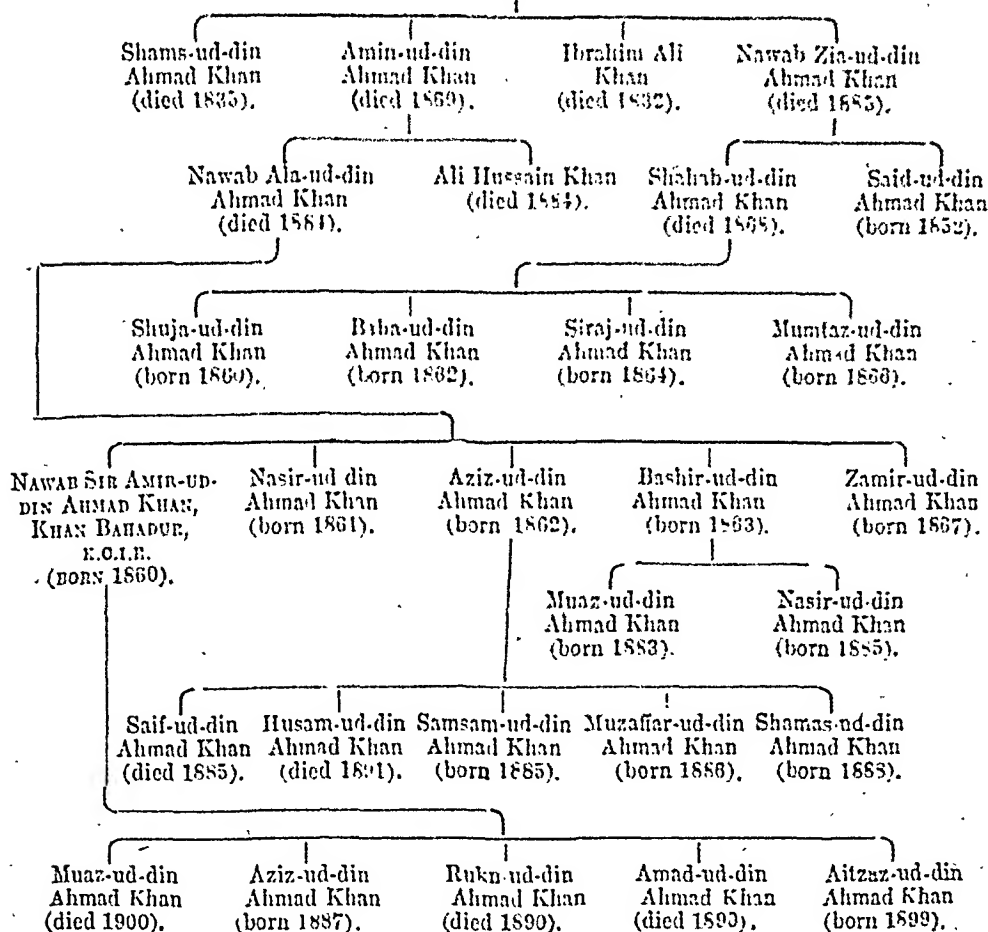 Shams-ud-din Amin-ud-din Ibrahim Ali Nawab Zia-ud-din
Ahmad Khan Ahmad Khan Khan Ahmad Khan
(died 1835). (died 1869). (died 1832). (died 1885).
Nawab Ala-ud-din Ali Hussain Khan Shahab-ud-din Said-ud-din
Ahmad Khan (died 1884). Ahmad Khan Ahmad Khan
(died 1884). (died 1868). (born 1852).
Shuja-ud-din Baha-ud-din Siraj-ud-din Mumtaz-ud-din
Ahmad Khan Ahmad Khan Ahmad Khan Ahmad Khan
(born 1860). (born 1862). (born 1864). (born 1866).
NAWAB SIR AMIR-UD- Nasir-ud din Aziz-ud-din Bashir-ud-din Zamir-ud-din
DIN AHMAD KHAN, Ahmad Khan Ahmad Khan Ahmad Khan Ahmad Khan
KHAN BAHADUR, (born 1861). (born 1862). (born 1863). (born 1867).
K.C.I.E.
(BORN 1860).
Muaz-ud-din Nasir-ud-din
Ahmad Khan Ahmad Khan
(born 1883). (born 1885).
Saif-ud-din Husam-ud-din Samsam-ud-din Muzaffar-ud-din Shamas-ud-din
Ahmad Khan Ahmad Khan Ahmad Khan Ahmad Khan Ahmad Khan
(died 1885). (died 1891). (born 1885). (born 1886). (born 1888).
Muaz-ud-din Aziz-ud-din Rukn-ud-din Amad-ud-din Aitzaz-ud-din
Ahmad Khan Ahmad Khan Ahmad Khan Ahmad Khan Ahmad Khan
(died 1900). (born 1887). (died 1890). (died 1893). (born 1899).